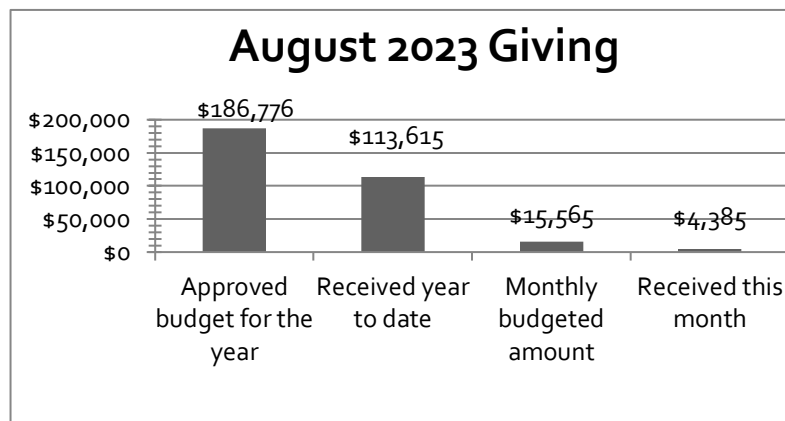 August 2023 Giving
$200,000
$150,000
$100,000
$50,000
$0
$186,776
$113,615
$15,565
$4,385
Approved
budget for the
year
Received year
to date
Monthly
budgeted
amount
Received this
month